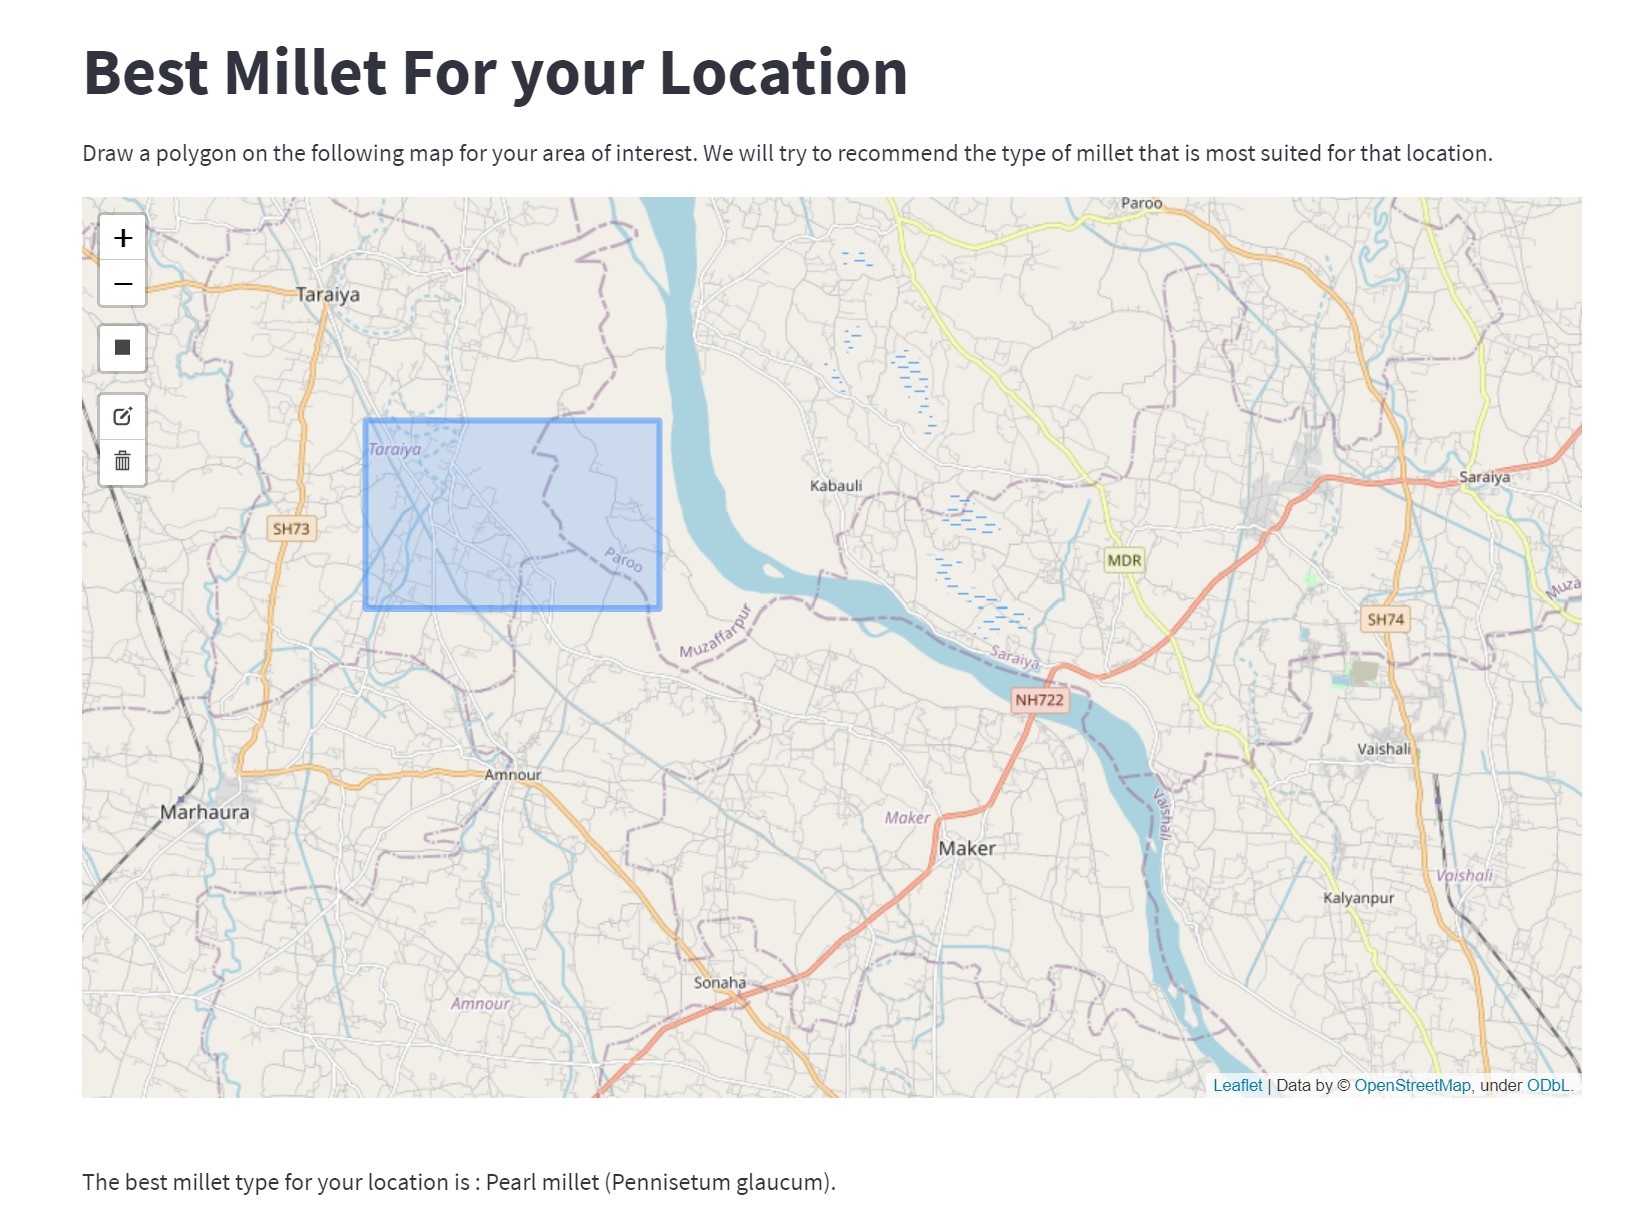 Best Millet For your Location
Draw a polygon on the following map for your area of interest. We will try to recommend the type of millet that is most suited for that location.
+
−
Paroo
Taraiya
Taraiya
Kabauli
Saraiya
SH73
Paroo
MDR
Muza
SH74
Muzaffarpur
Saraiya
NH722
Vaishali
Amnour
Marhaura
Vaishali
Maker
Maker
Vaishali
Kalyanpur
Sonaha
Amnour
Leaflet | Data by © OpenStreetMap, under ODbL.
The best millet type for your location is : Pearl millet (Pennisetum glaucum).